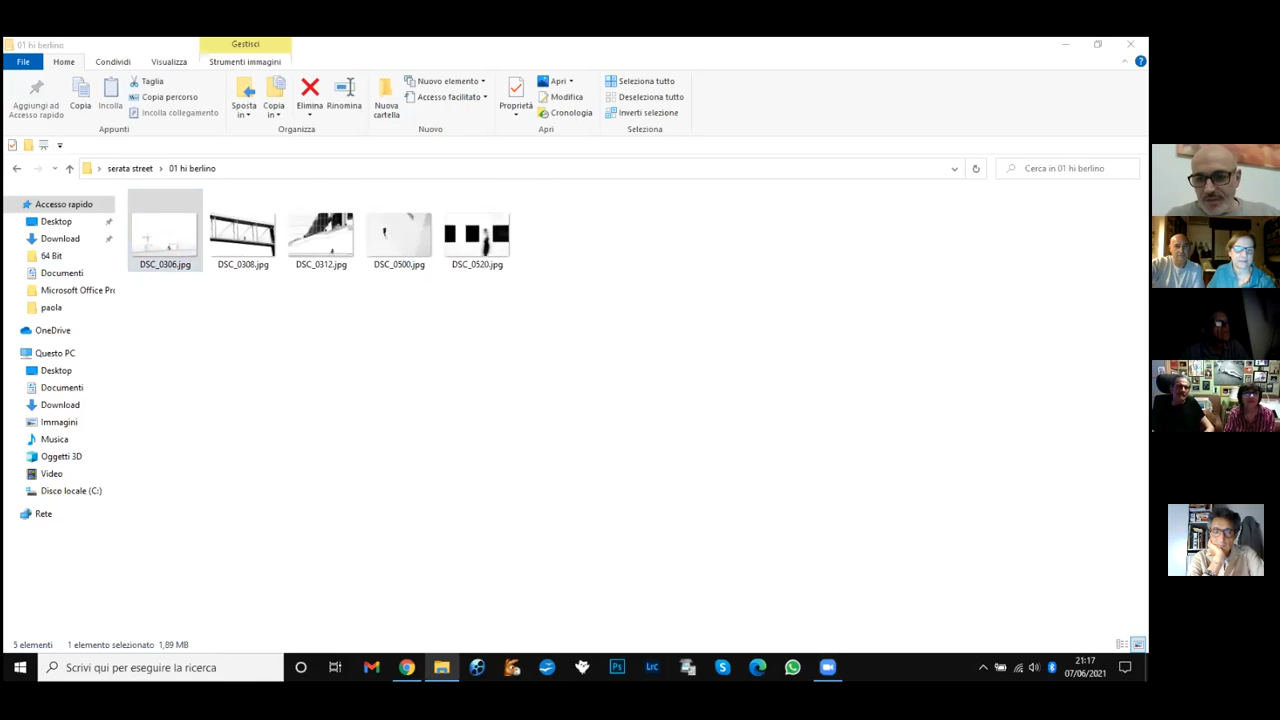 01 hi berlino
Gestisci
File
Home
Condividi
Visualizza
Strumenti immagini
Aggiungi ad
Accesso rapido
Copia
Incolla
Taglia
Copia percorso
Incolla collegamento
Appunti
Sposta
in
Copia
in
Elimina
Rinomina
Organizza
Nuova
cartella
Nuovo elemento
Accesso facilitato
Nuovo
Proprietà
Apri
Modifica
Cronologia
Apri
Seleziona tutto
Deseleziona tutto
Inverti selezione
Seleziona
serata street > 01 hi berlino
Cerca in 01 hi berlino
Accesso rapido
Desktop
Download
64 Bit
Documenti
Microsoft Office Pro
paola
OneDrive
Questo PC
Desktop
Documenti
Download
Immagini
Musica
Oggetti 3D
Video
Disco locale (C:)
Rete
DSC_0306.jpg
DSC_0308.jpg
DSC_0312.jpg
DSC_0500.jpg
DSC_0520.jpg
5 elementi
1 elemento selezionato 1,89 MB
Scrivi qui per eseguire la ricerca
Ps
Lrc
21:17
07/06/2021